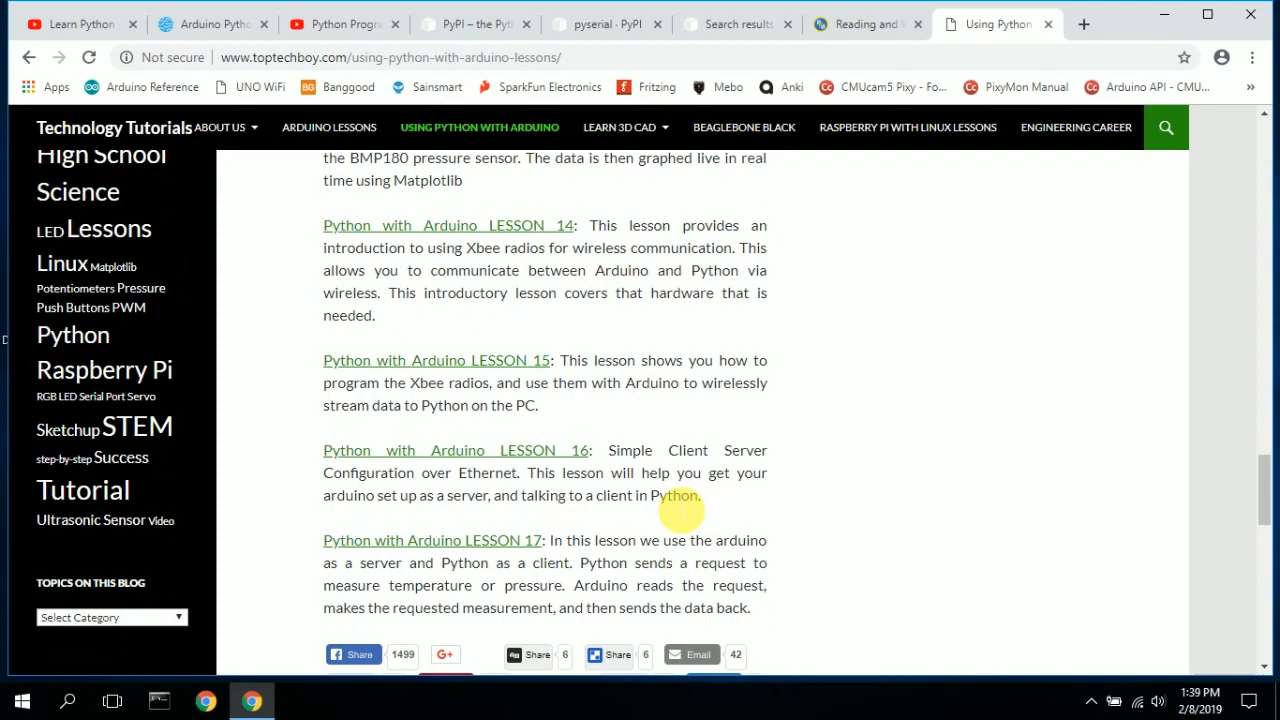 Learn Python
Arduino Pytho
Python Progra
PyPI – the Pyt
pyserial · PyPI
Search results
Reading and
Using Python
Not secure
www.toptechboy.com/using-python-with-arduino-lessons/
Apps
Arduino Reference
UNO WiFi
BG Banggood
Sainsmart
SparkFun Electronics
Fritzing
Mebo
Anki
Cc CMUcam5 Pixy - Fo...
Cc PixyMon Manual
Cc Arduino API - CMU...
»
Technology Tutorials
ABOUT US
ARDUINO LESSONS
USING PYTHON WITH ARDUINO
LEARN 3D CAD
BEAGLEBONE BLACK
RASPBERRY PI WITH LINUX LESSONS
ENGINEERING CAREER
High School
Science
LED Lessons
Linux Matplotlib
Potentiometers Pressure
Push Buttons PWM
Python
Raspberry Pi
RGB LED Serial Port Servo
Sketchup STEM
step-by-step Success
Tutorial
Ultrasonic Sensor Video
TOPICS ON THIS BLOG
Select Category
the BMP180 pressure sensor. The data is then graphed live in real
time using Matplotlib
Python with Arduino LESSON 14: This lesson provides an
introduction to using Xbee radios for wireless communication. This
allows you to communicate between Arduino and Python via
wireless. This introductory lesson covers that hardware that is
needed.
Python with Arduino LESSON 15: This lesson shows you how to
program the Xbee radios, and use them with Arduino to wirelessly
stream data to Python on the PC.
Python with Arduino LESSON 16: Simple Client Server
Configuration over Ethernet. This lesson will help you get your
arduino set up as a server, and talking to a client in Python.
Python with Arduino LESSON 17: In this lesson we use the arduino
as a server and Python as a client. Python sends a request to
measure temperature or pressure. Arduino reads the request,
makes the requested measurement, and then sends the data back.
Share 1499
G+
Share 6
Share 6
Email 42
1:39 PM
2/8/2019